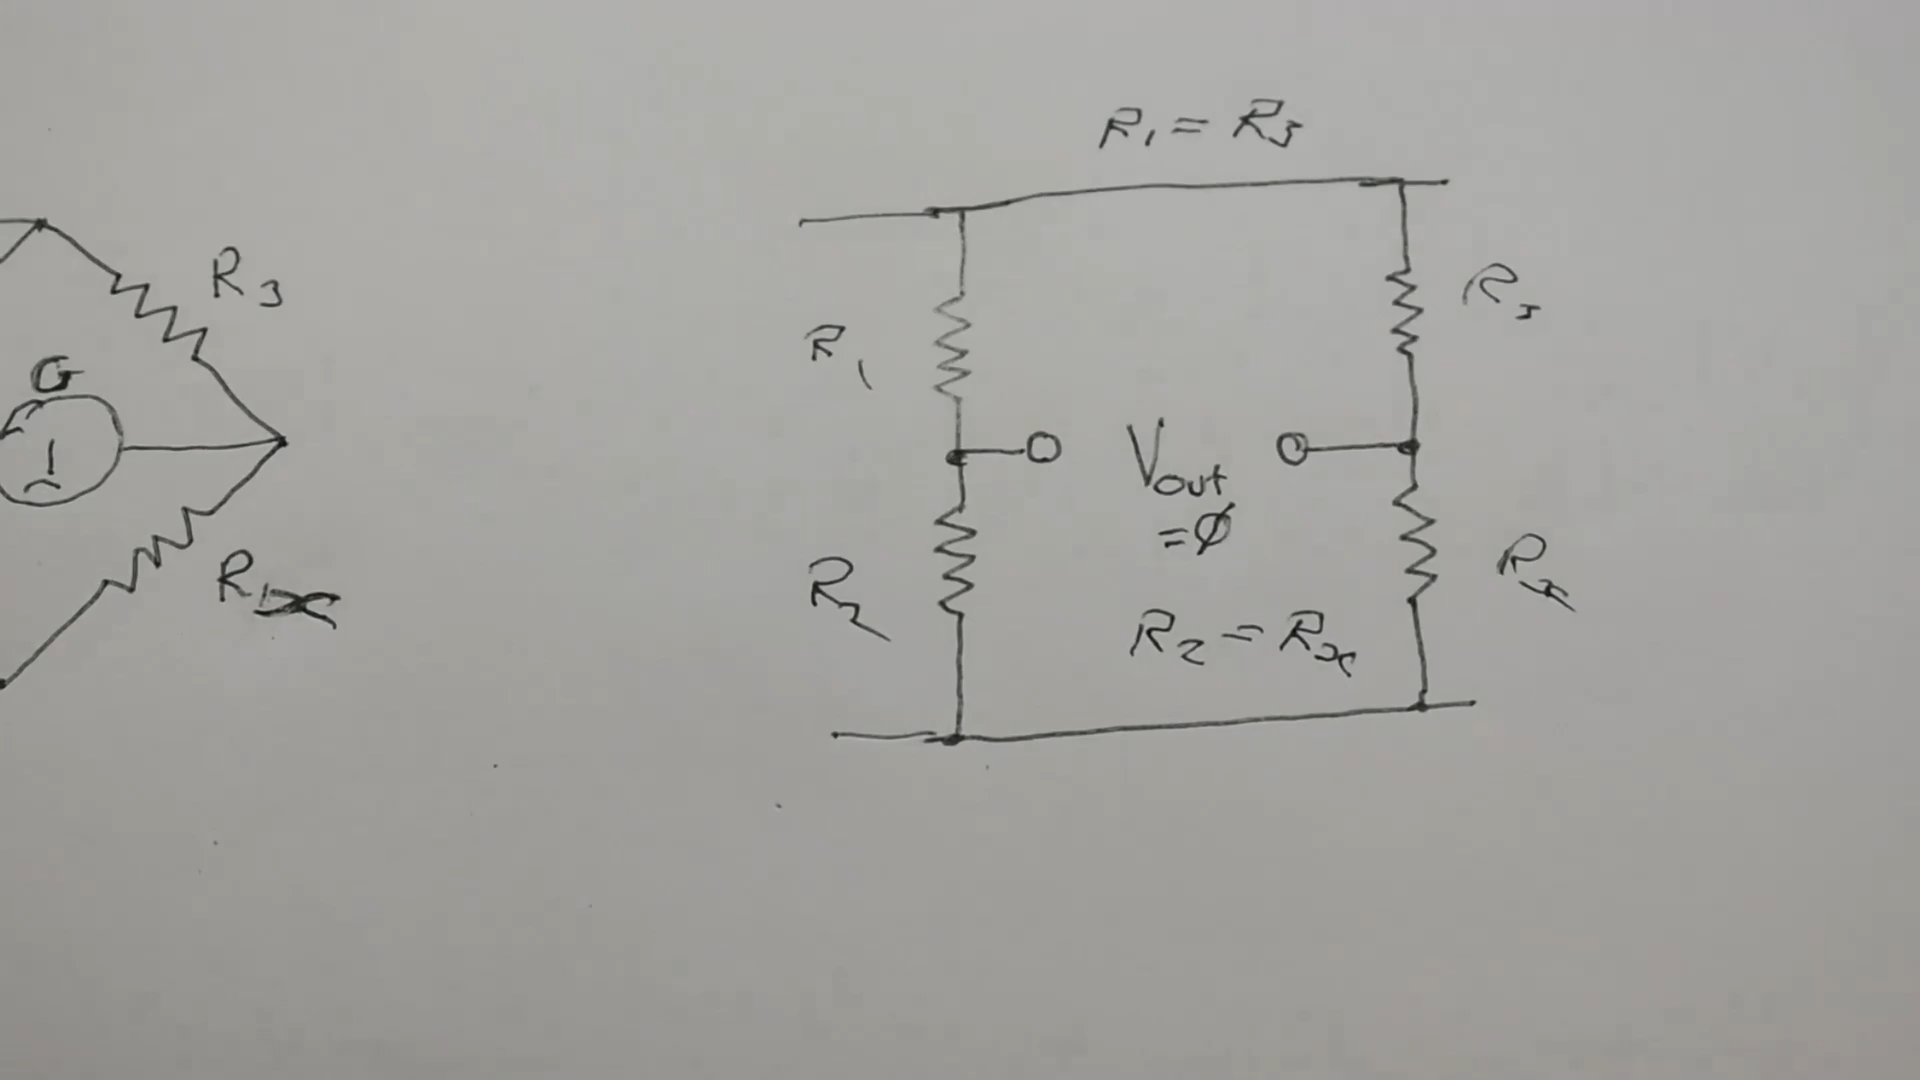 R₁ = R₃
R₃
R₁
R₃
G
Vout
=∅
R₂
Rx
Rx
R₂ = Rx